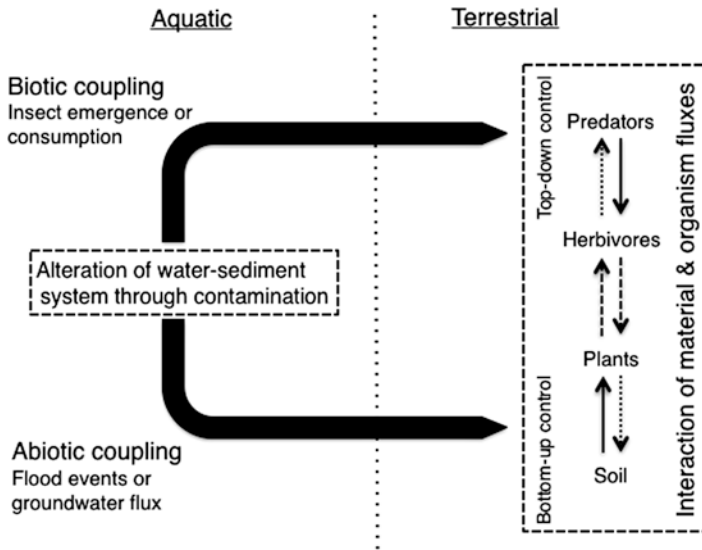 Aquatic
Terrestrial
Biotic coupling
Insect emergence or
consumption
Alteration of water-sediment
system through contamination
Abiotic coupling
Flood events or
groundwater flux
Top-down control
Bottom-up control
Predators
Herbivores
Plants
Soil
Interaction of material & organism fluxes